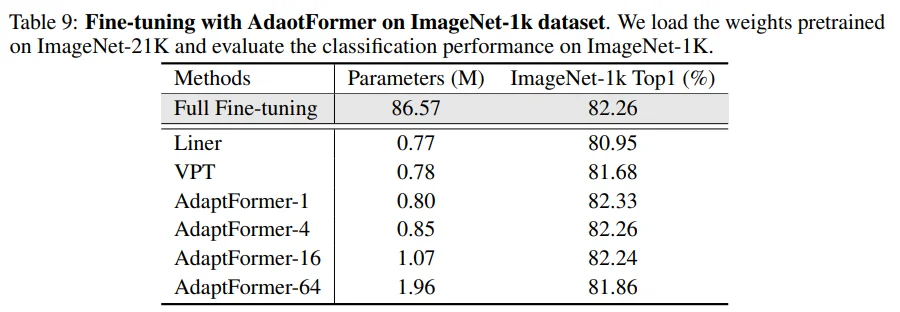 Table 9: Fine-tuning with AdaotFormer on ImageNet-1k dataset. We load the weights pretrained
on ImageNet-21K and evaluate the classification performance on ImageNet-1K.
Methods Parameters (M) ImageNet-1k Top1 (%)
Full Fine-tuning 86.57 82.26
Liner 0.77 80.95
VPT 0.78 81.68
AdaptFormer-1 0.80 82.33
AdaptFormer-4 0.85 82.26
AdaptFormer-16 1.07 82.24
AdaptFormer-64 1.96 81.86